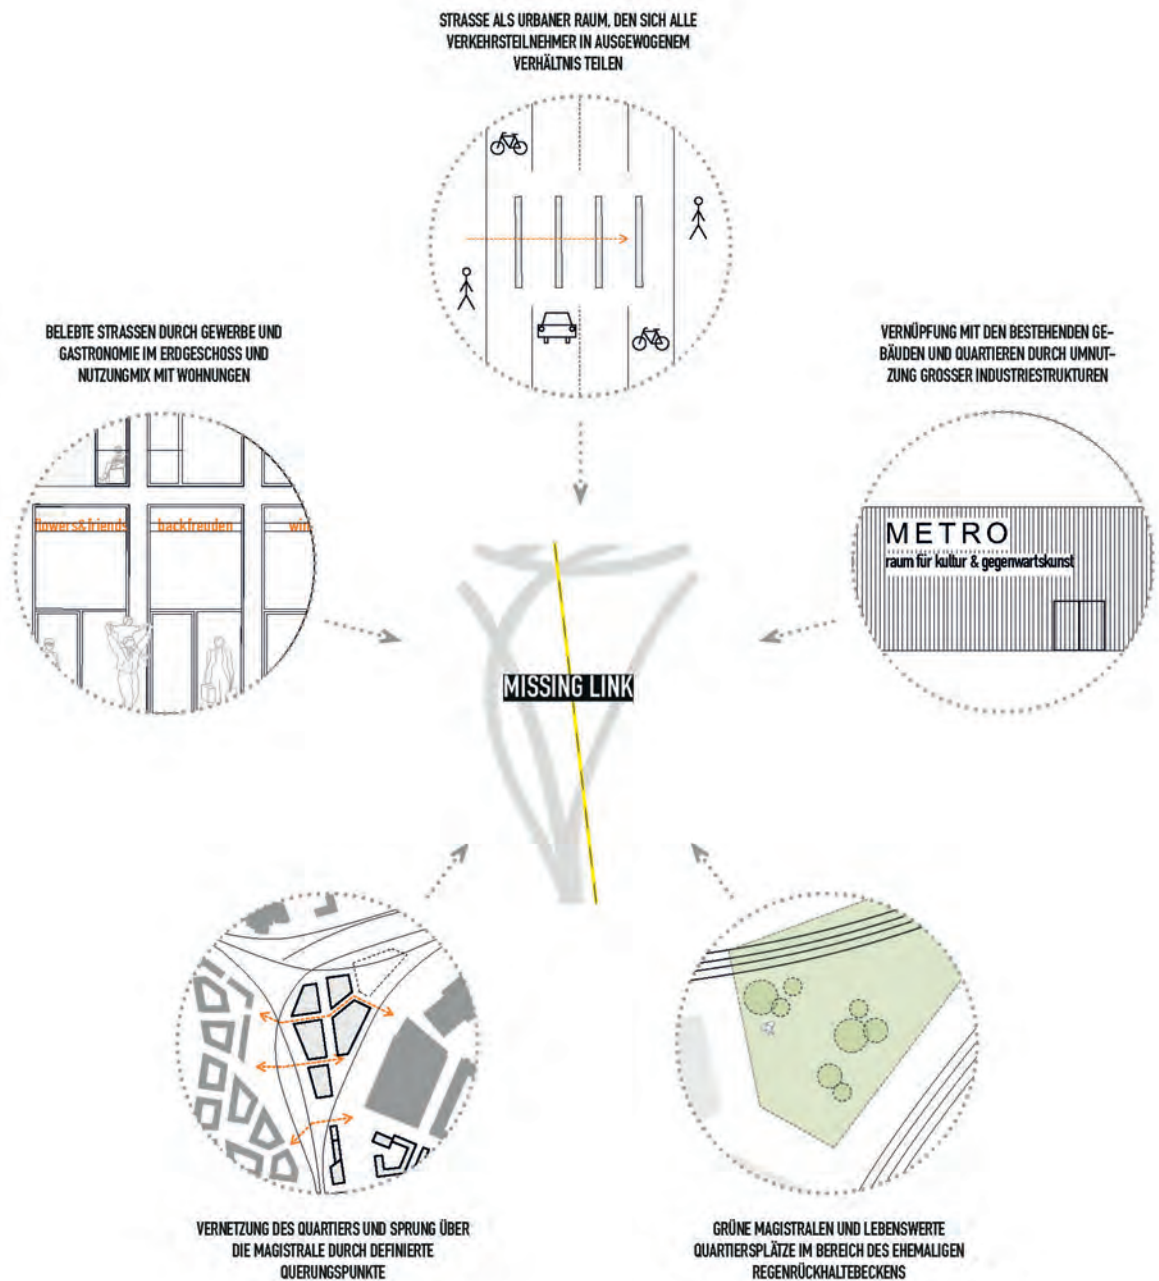 STRASSE ALS URBANER RAUM, DEN SICH ALLE
VERKEHRSTEILNEHMER IN AUSGEWOGENEM
VERHÄLTNIS TEILEN
BELEBTE STRASSEN DURCH GEWERBE UND
GASTRONOMIE IM ERDGESCHOSS UND
NUTZUNGMIX MIT WOHNUNGEN
VERNÜPFUNG MIT DEN BESTEHENDEN GE-
BÄUDEN UND QUARTIEREN DURCH UMNUT-
ZUNG GROSSER INDUSTRIESTRUKTUREN
flowers&friends
backfreuden
win
METRO
raum für kultur & gegenwartskunst
MISSING LINK
VERNETZUNG DES QUARTIERS UND SPRUNG ÜBER
DIE MAGISTRALE DURCH DEFINIERTE
QUERUNGSPUNKTE
GRÜNE MAGISTRALEN UND LEBENSWERTE
QUARTIERSPLÄTZE IM BEREICH DES EHEMALIGEN
REGENRÜCKHALTEBECKENS